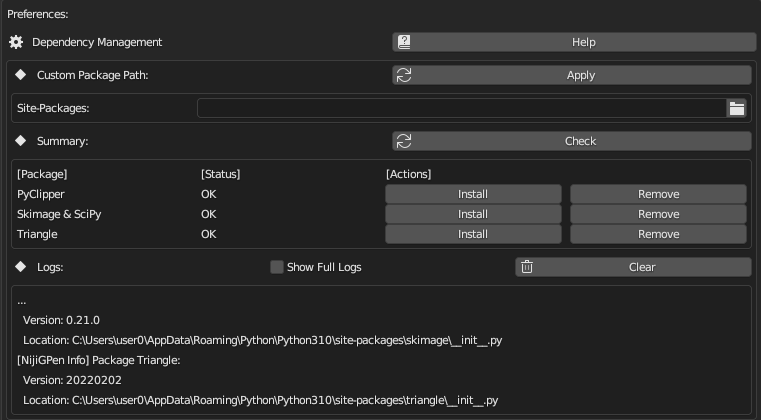 Preferences:
Dependency Management Help
Custom Package Path: Apply
Site-Packages:
Summary: Check
[Package] [Status] [Actions]
PyClipper OK Install Remove
Skimage & SciPy OK Install Remove
Triangle OK Install Remove
Logs: Show Full Logs Clear
...
Version: 0.21.0
Location: C:\Users\user0\AppData\Roaming\Python\Python310\site-packages\skimage\__init__.py
[NijiGPen Info] Package Triangle:
Version: 20220202
Location: C:\Users\user0\AppData\Roaming\Python\Python310\site-packages\triangle\__init__.py